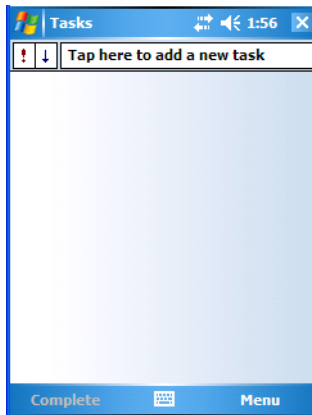 Tasks 1:56
! ↓ Tap here to add a new task
Complete Menu